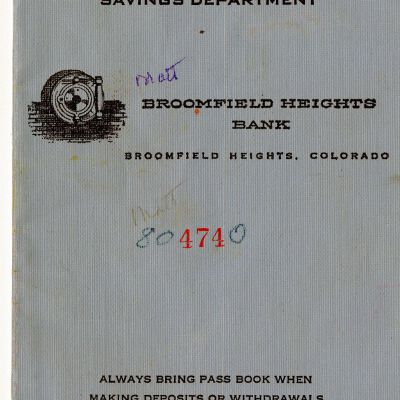 SAVINGS DEPARTMENT
Matt
BROOMFIELD HEIGHTS
BANK
BROOMFIELD HEIGHTS, COLORADO
Matt
804740
ALWAYS BRING PASS BOOK WHEN
MAKING DEPOSITS OR WITHDRAWALS